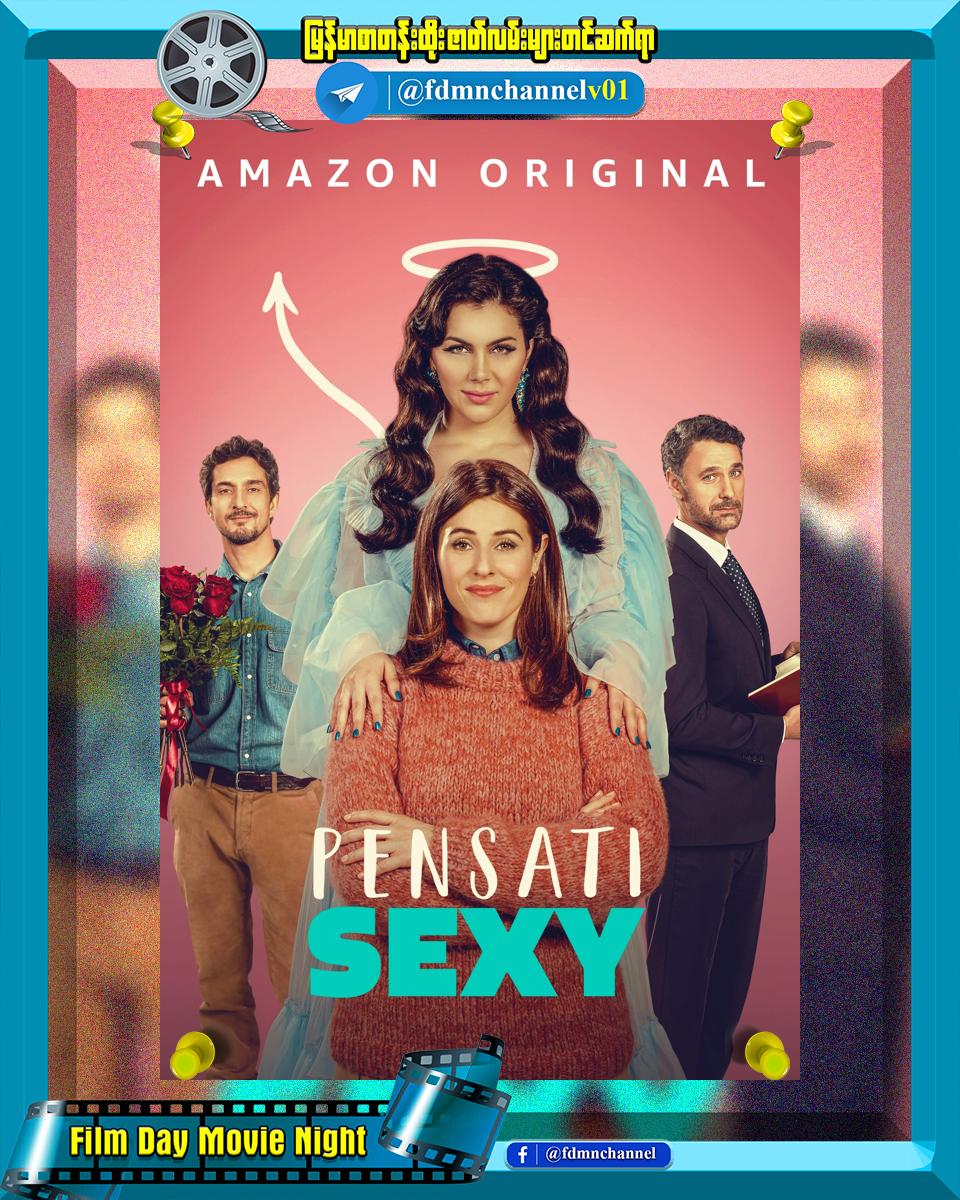 မြန်မာစာတန်းထိုးဇာတ်လမ်းများတင်ဆက်ရာ
@fdmnchannelv01
AMAZON ORIGINAL
PENSATI
SEXY
Film Day Movie Night
@fdmnchannel